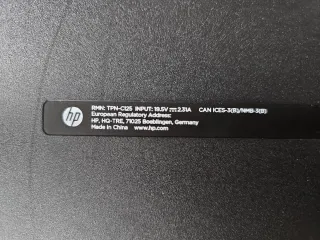 hp
RMN: TPN-C125 INPUT: 19.5V⎓2.31A CAN ICES-3(B)/NMB-3(B)
European Regulatory Address:
HP, HQ-TRE, 71025 Boeblingen, Germany
Made in China www.hp.com